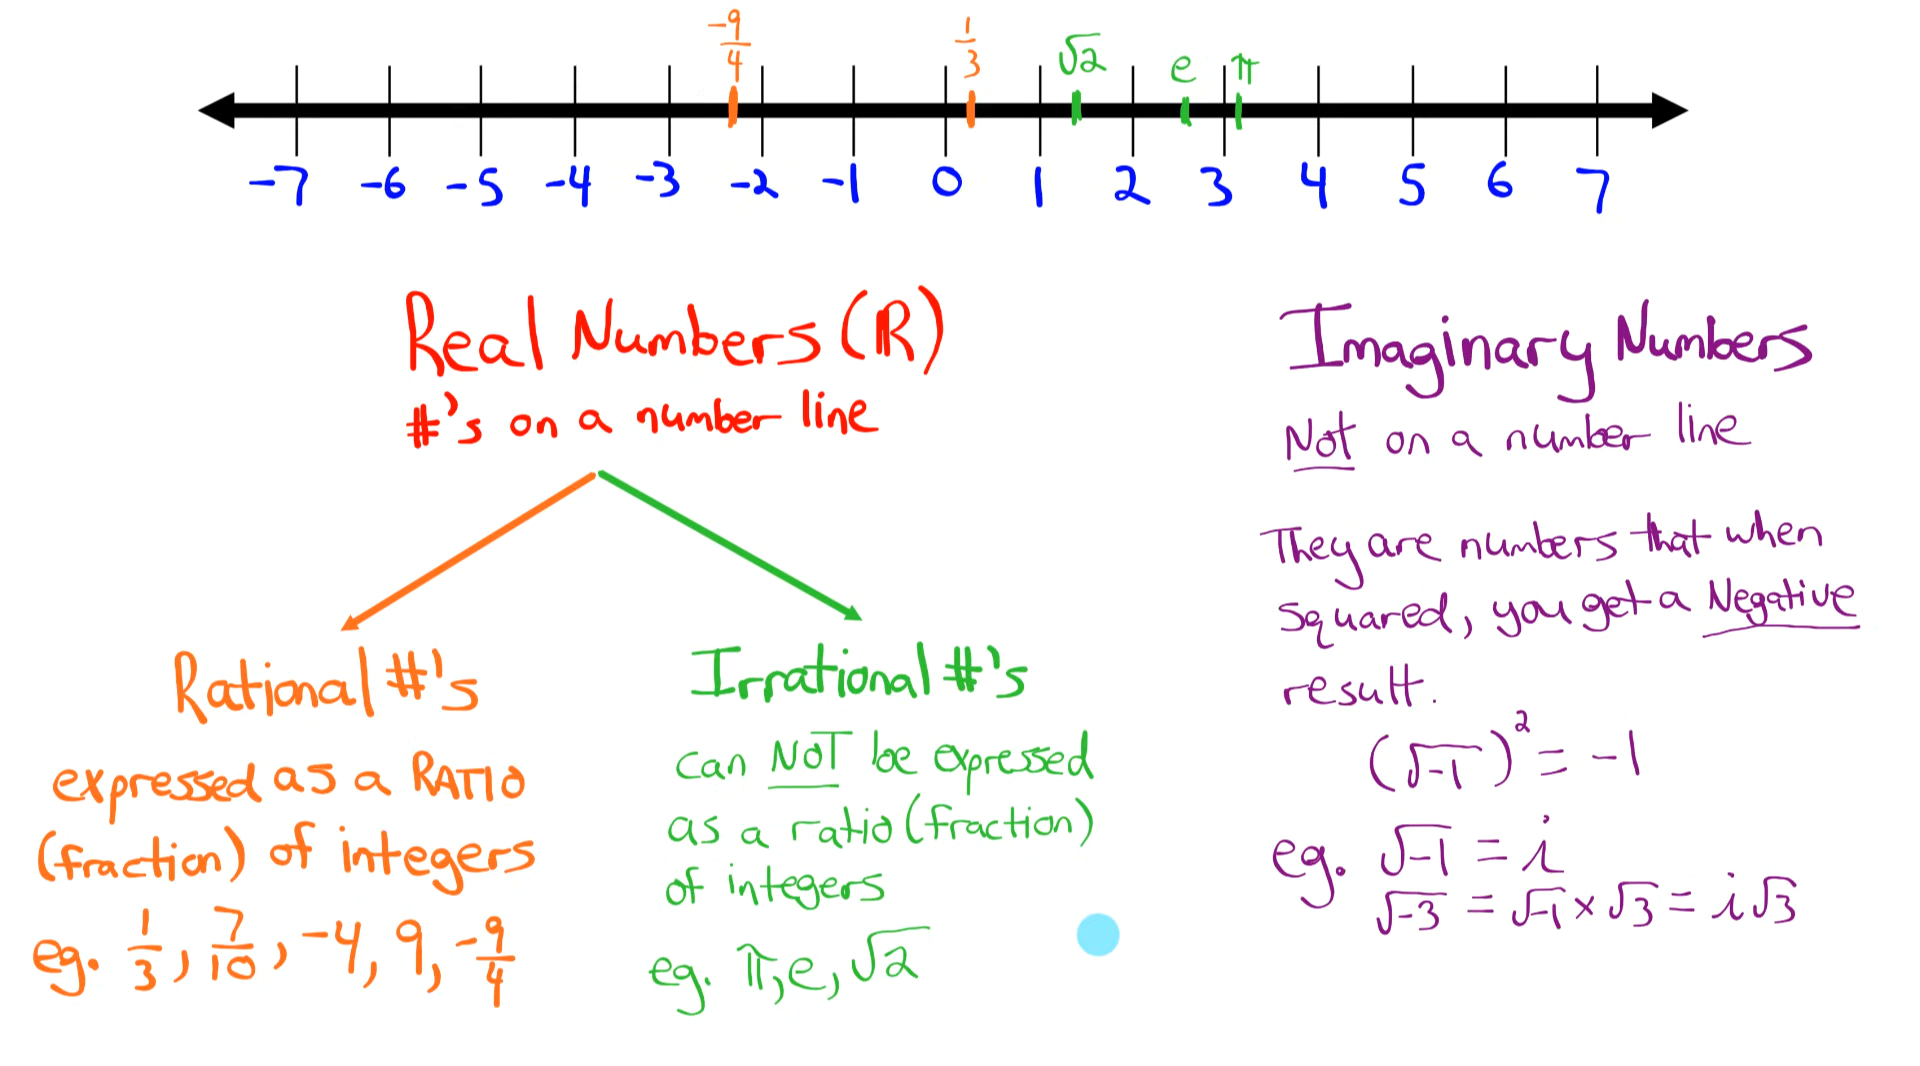 -9/4 1/3 √2 e π
-7 -6 -5 -4 -3 -2 -1 0 1 2 3 4 5 6 7
Real Numbers (R)
#'s on a number line
Rational #'s
expressed as a RATIO
(fraction) of integers
eg. 1/3, 7/10, -4, 9, -9/4
Irrational #'s
can NOT be expressed
as a ratio (fraction)
of integers
eg. π, e, √2
Imaginary Numbers
Not on a number line
They are numbers that when
squared, you get a Negative
result.
(√-1)² = -1
eg. √-1 = i
√-3 = √-1 × √3 = i√3